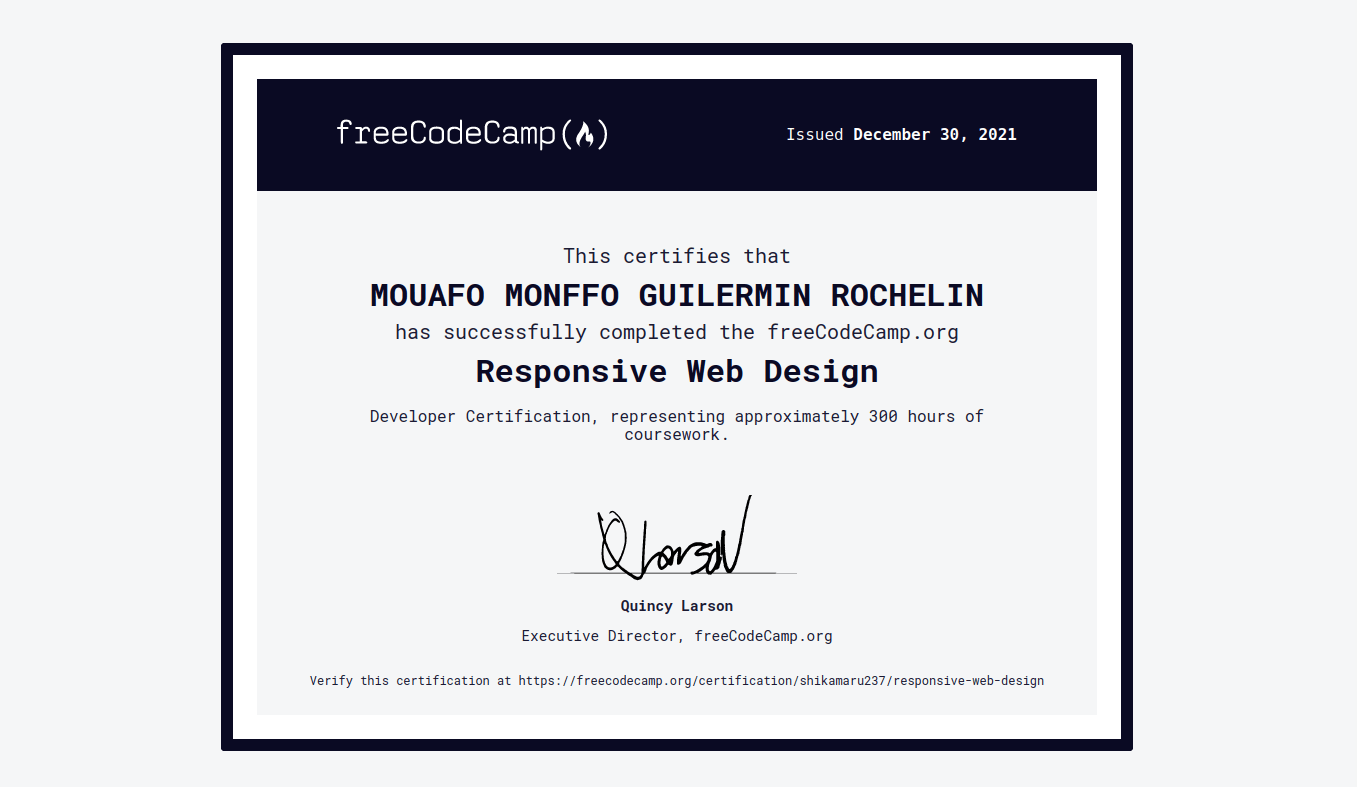 freeCodeCamp
Issued December 30, 2021
This certifies that
MOUAFO MONFFO GUILERMIN ROCHELIN
has successfully completed the freeCodeCamp.org
Responsive Web Design
Developer Certification, representing approximately 300 hours of
coursework.
Q Larson
Quincy Larson
Executive Director, freeCodeCamp.org
Verify this certification at https://freecodecamp.org/certification/shikamaru237/responsive-web-design